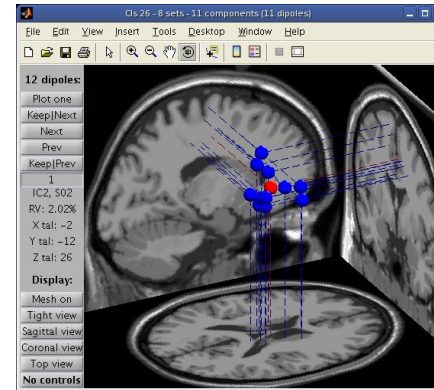 Cls 26 - 8 sets - 11 components (11 dipoles)
File Edit View Insert Tools Desktop Window Help
12 dipoles:
Plot one
Keep|Next
Next
Prev
Keep|Prev
1
IC2, S02
RV: 2.02%
X tal: -2
Y tal: -12
Z tal: 26
Display:
Mesh on
Tight view
Sagittal view
Coronal view
Top view
No controls